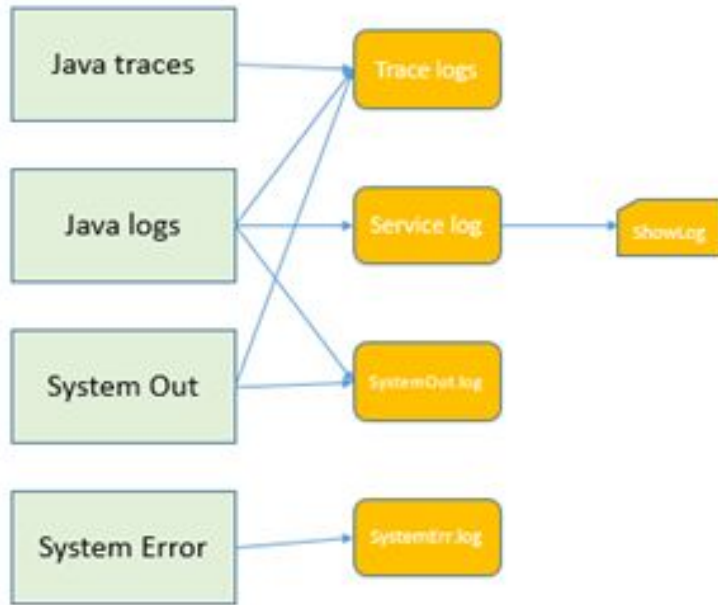 Java traces
Trace logs
Java logs
Service log
ShowLog
System Out
SystemOut.log
System Error
SystemErr.log